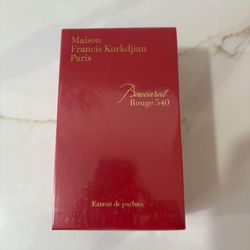 Maison
Francis Kurkdjian
Paris
Baccarat
Rouge 540
Extrait de parfum